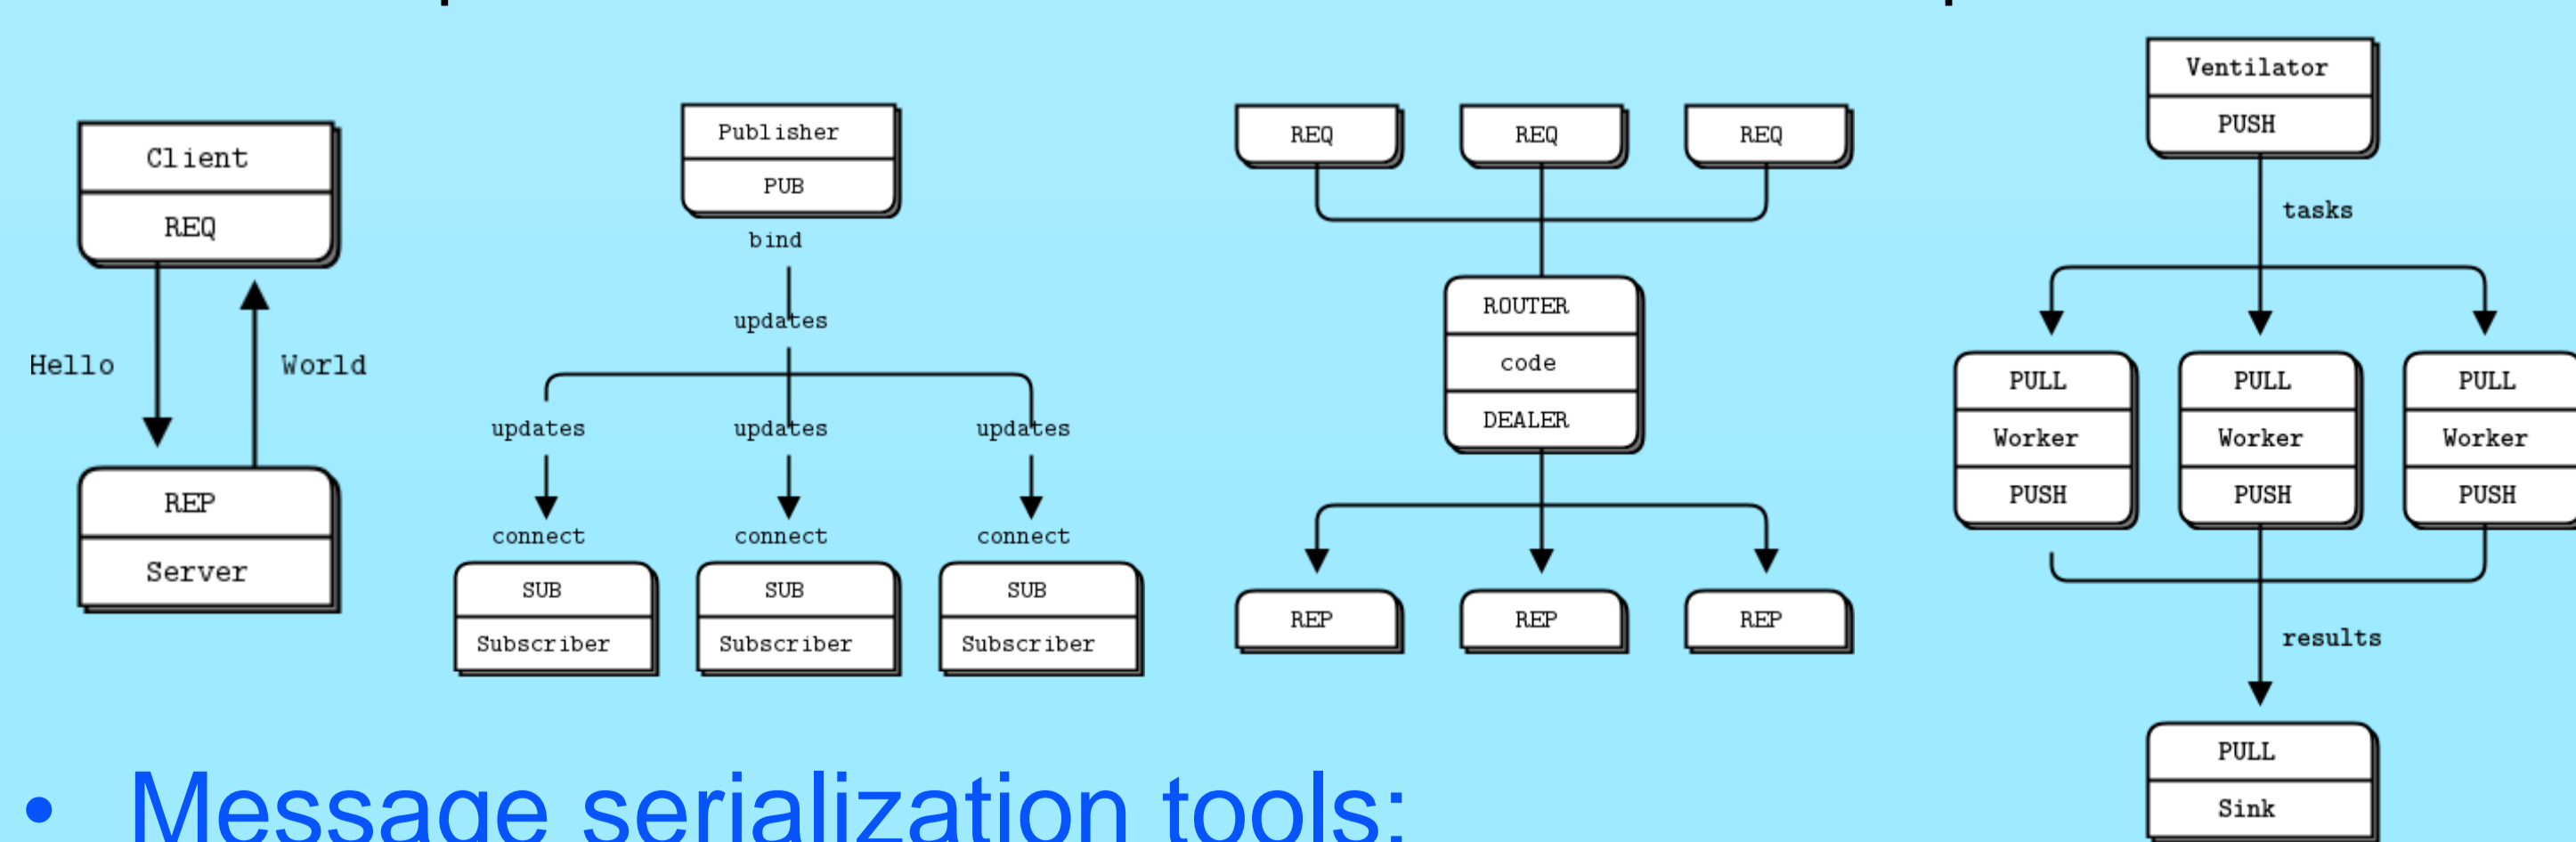 Client
REQ
Hello
World
REP
Server
Publisher
PUB
bind
updates
updates updates updates
connect connect connect
SUB SUB SUB
Subscriber Subscriber Subscriber
REQ REQ REQ
ROUTER
code
DEALER
REP REP REP
Ventilator
PUSH
tasks
PULL PULL PULL
Worker Worker Worker
PUSH PUSH PUSH
results
PULL
Sink
• Message serialization tools: